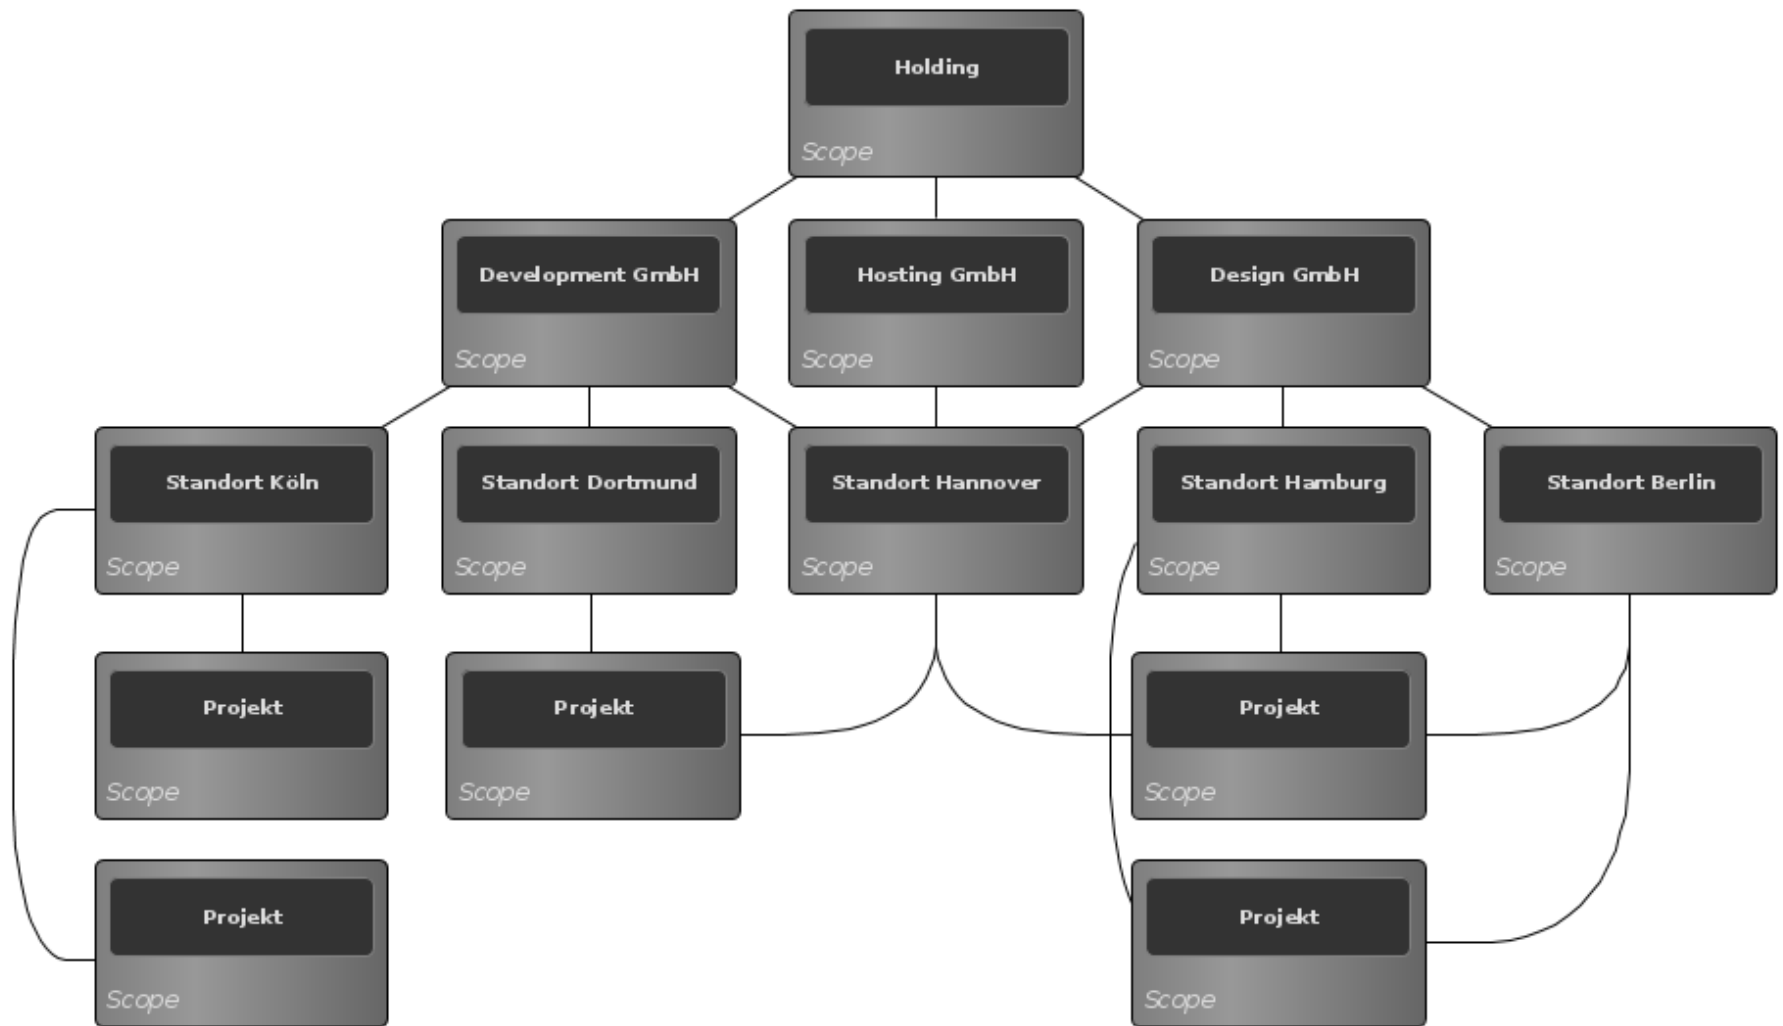 Holding
Scope
Development GmbH
Scope
Hosting GmbH
Scope
Design GmbH
Scope
Standort Köln
Scope
Standort Dortmund
Scope
Standort Hannover
Scope
Standort Hamburg
Scope
Standort Berlin
Scope
Projekt
Scope
Projekt
Scope
Projekt
Scope
Projekt
Scope
Projekt
Scope